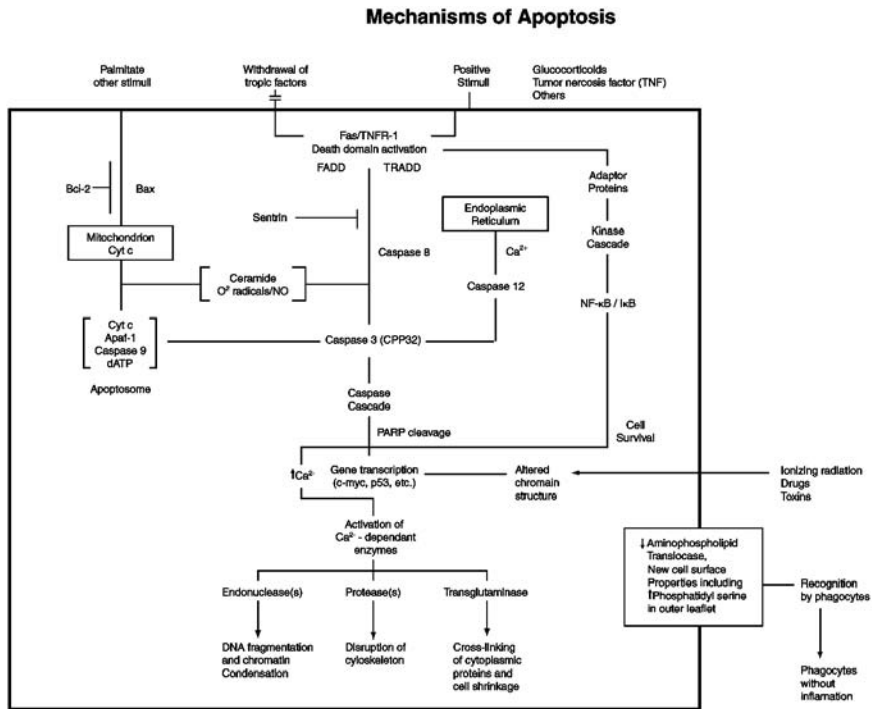 Mechanisms of Apoptosis
Palmitate
other stimull
Withdrawal of
tropic factors
Positive
Stimull
Glucocorticoids
Tumor nercosis factor (TNF)
Others
Fas/TNFR-1
Death domain activation
FADD
TRADD
Adaptor
Proteins
Bcl-2
Bax
Endoplasmic
Reticulum
Sentrin
Kinase
Cascade
Mitochondrion
Cyt c
Caspase 8
Ca²⁺
Ceramide
O² radicals/NO
Caspase 12
NF-κB / IκB
Cyt c
Apaf-1
Caspase 9
dATP
Caspase 3 (CPP32)
Apoptosome
Caspase
Cascade
PARP cleavage
Cell
Survival
↑Ca²⁻
Gene transcription
(c-myc, p53, etc.)
Altered
chromain
structure
Ionizing radiation
Drugs
Toxins
Activation of
Ca²⁻ - dependant
enzymes
↓ Aminophospholipid
Translocase,
New cell surface
Properties including
↑Phosphatidyl serine
in outer leaflet
Recognition
by phagocytes
Endonuclease(s)
Protease(s)
Transglutaminase
DNA fragmentation
and chromatin
Condensation
Disruption of
cyloskeleton
Cross-linking
of cytoplasmic
proteins and
cell shrinkage
Phagocytes
without
inflamation